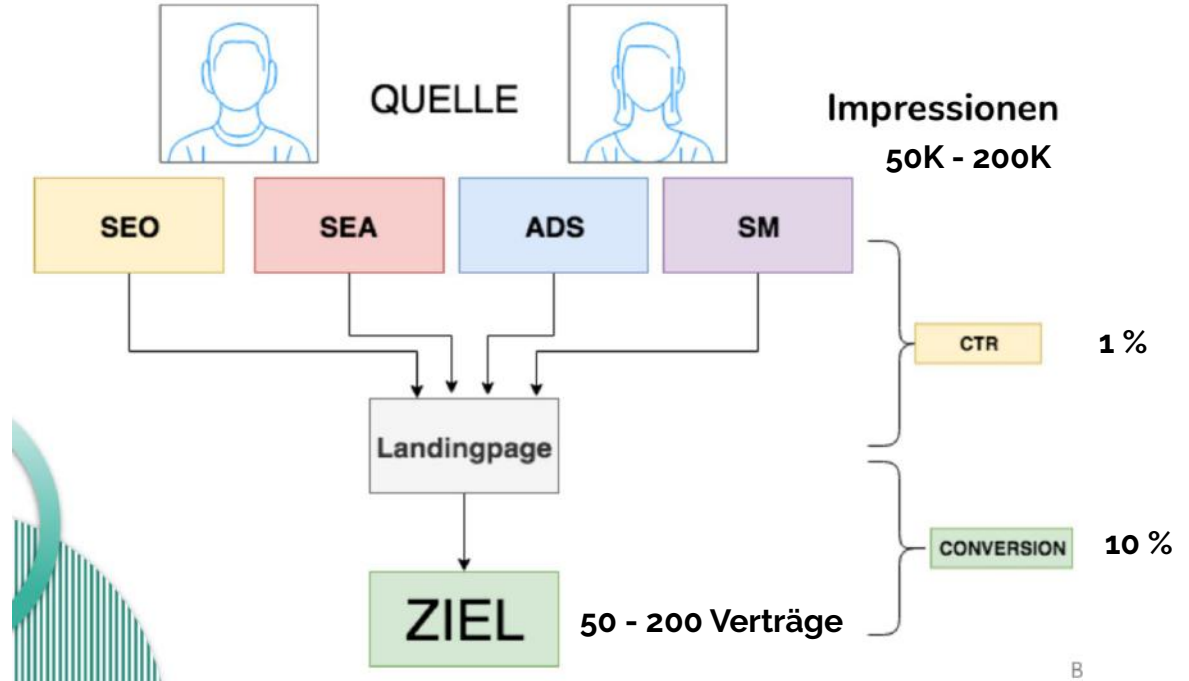 QUELLE
Impressionen
50K - 200K
SEO
SEA
ADS
SM
CTR
1 %
Landingpage
CONVERSION
10 %
ZIEL
50 - 200 Verträge
B